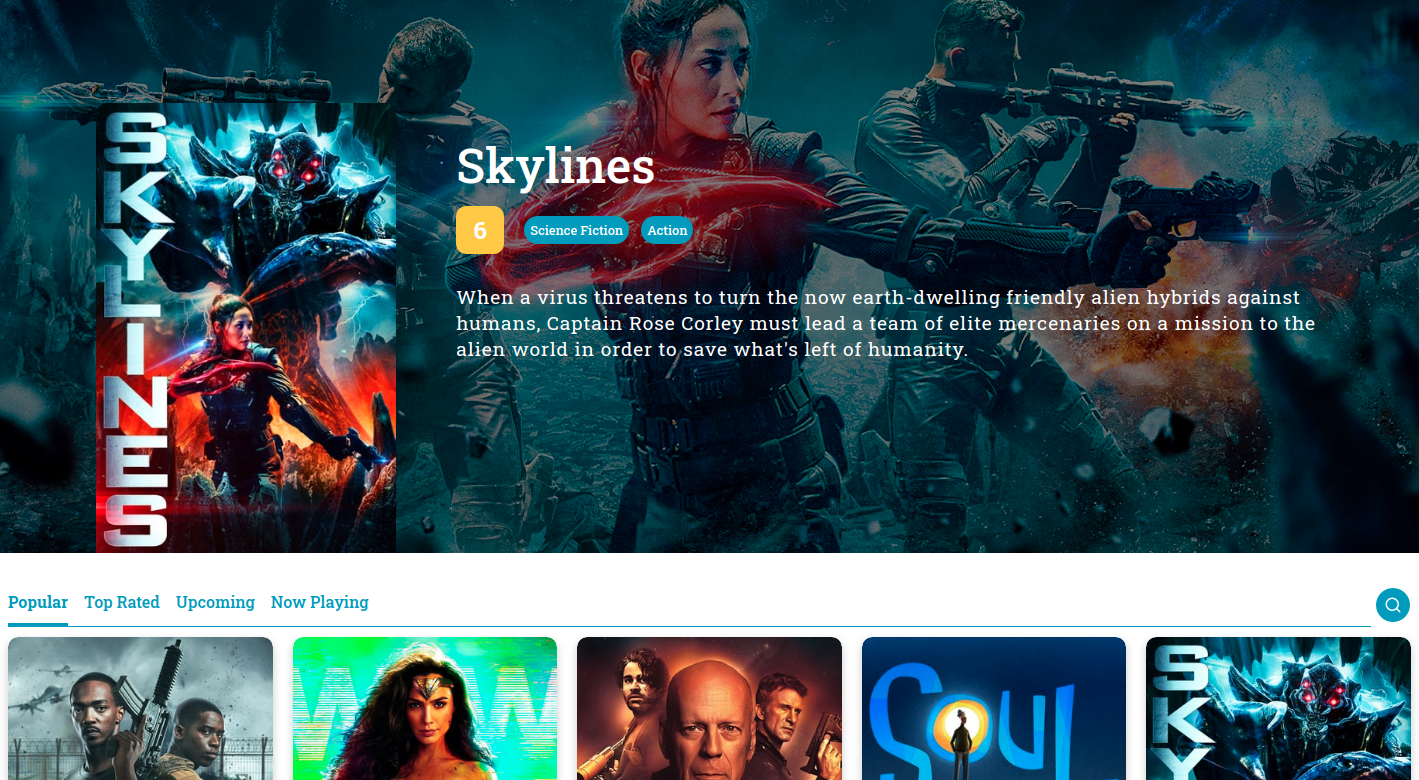 SKYLINES
Skylines
6
Science Fiction
Action
When a virus threatens to turn the now earth-dwelling friendly alien hybrids against
humans, Captain Rose Corley must lead a team of elite mercenaries on a mission to the
alien world in order to save what's left of humanity.
Popular
Top Rated
Upcoming
Now Playing
WW
Soul
SKY